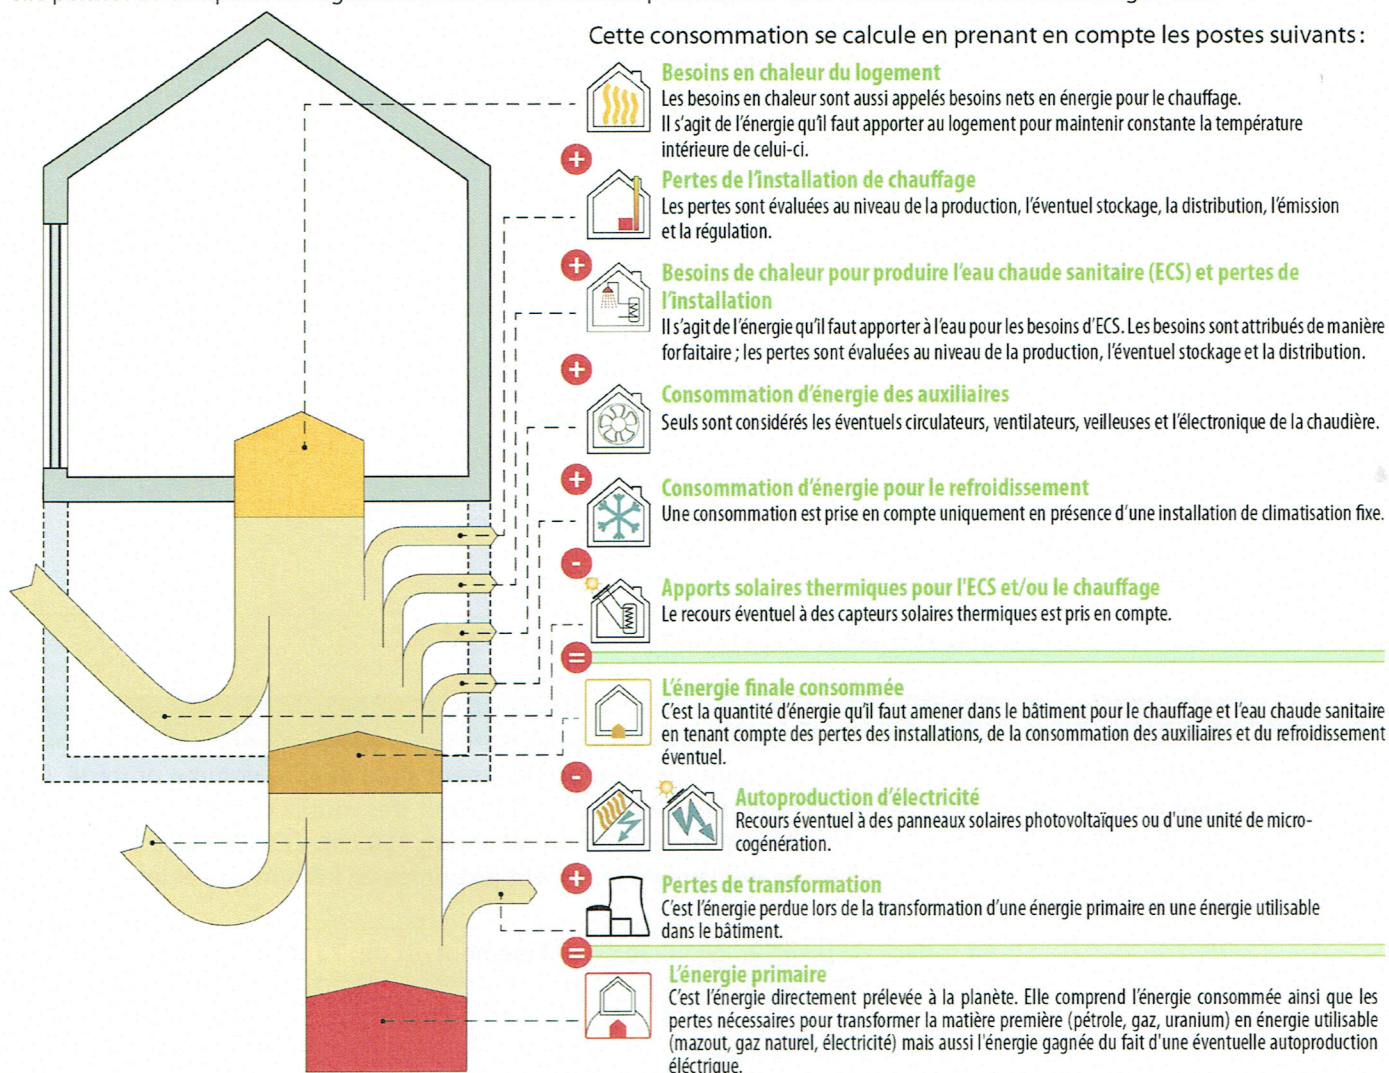 Cette consommation se calcule en prenant en compte les postes suivants :
Besoins en chaleur du logement
Les besoins en chaleur sont aussi appelés besoins nets en énergie pour le chauffage.
Il s'agit de l'énergie qu'il faut apporter au logement pour maintenir constante la température
intérieure de celui-ci.
+
Pertes de l'installation de chauffage
Les pertes sont évaluées au niveau de la production, l'éventuel stockage, la distribution, l'émission
et la régulation.
+
Besoins de chaleur pour produire l'eau chaude sanitaire (ECS) et pertes de
l'installation
Il s'agit de l'énergie qu'il faut apporter à l'eau pour les besoins d'ECS. Les besoins sont attribués de manière
forfaitaire ; les pertes sont évaluées au niveau de la production, l'éventuel stockage et la distribution.
+
Consommation d'énergie des auxiliaires
Seuls sont considérés les éventuels circulateurs, ventilateurs, veilleuses et l'électronique de la chaudière.
+
Consommation d'énergie pour le refroidissement
Une consommation est prise en compte uniquement en présence d'une installation de climatisation fixe.
-
Apports solaires thermiques pour l'ECS et/ou le chauffage
Le recours éventuel à des capteurs solaires thermiques est pris en compte.
=
L'énergie finale consommée
C'est la quantité d'énergie qu'il faut amener dans le bâtiment pour le chauffage et l'eau chaude sanitaire
en tenant compte des pertes des installations, de la consommation des auxiliaires et du refroidissement
éventuel.
-
Autoproduction d'électricité
Recours éventuel à des panneaux solaires photovoltaïques ou d'une unité de micro-
cogénération.
+
Pertes de transformation
C'est l'énergie perdue lors de la transformation d'une énergie primaire en une énergie utilisable
dans le bâtiment.
=
L'énergie primaire
C'est l'énergie directement prélevée à la planète. Elle comprend l'énergie consommée ainsi que les
pertes nécessaires pour transformer la matière première (pétrole, gaz, uranium) en énergie utilisable
(mazout, gaz naturel, électricité) mais aussi l'énergie gagnée du fait d'une éventuelle autoproduction
éléctrique.